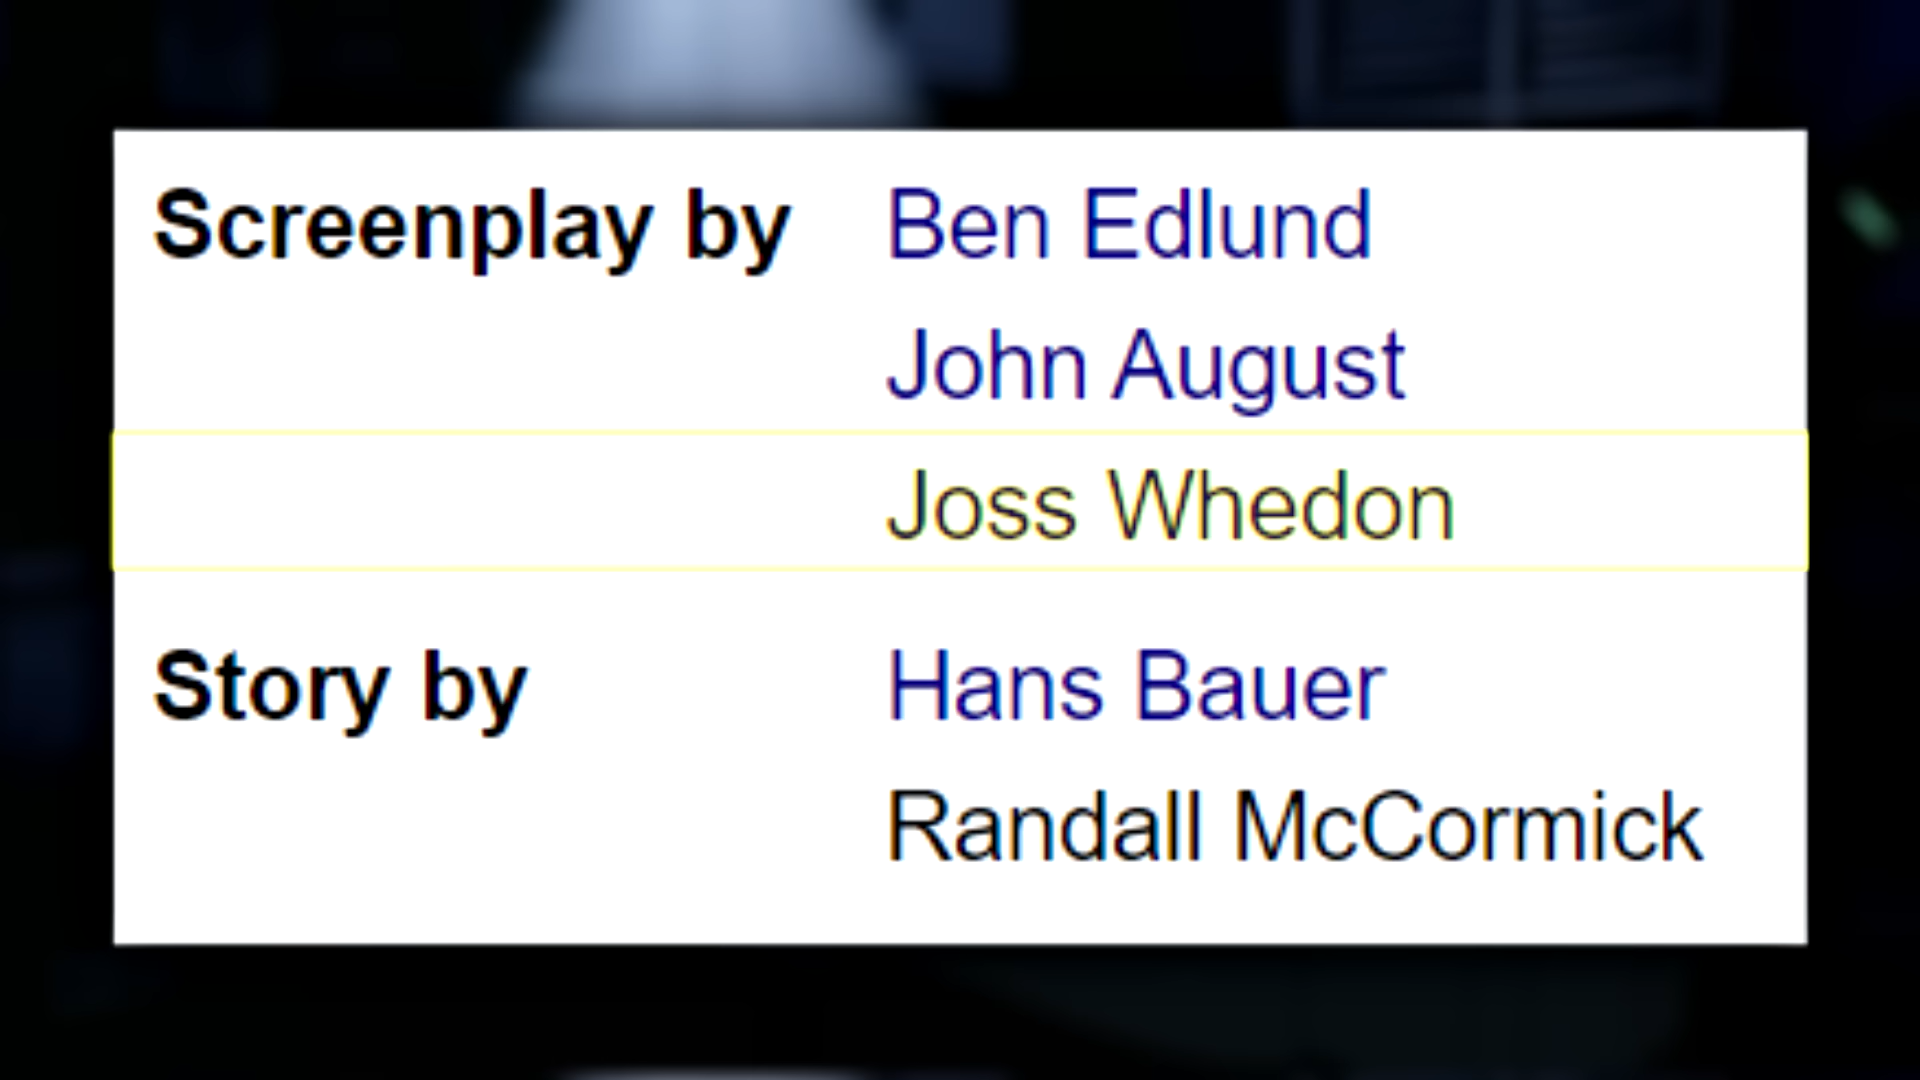 Screenplay by Ben Edlund
John August
Joss Whedon
Story by Hans Bauer
Randall McCormick